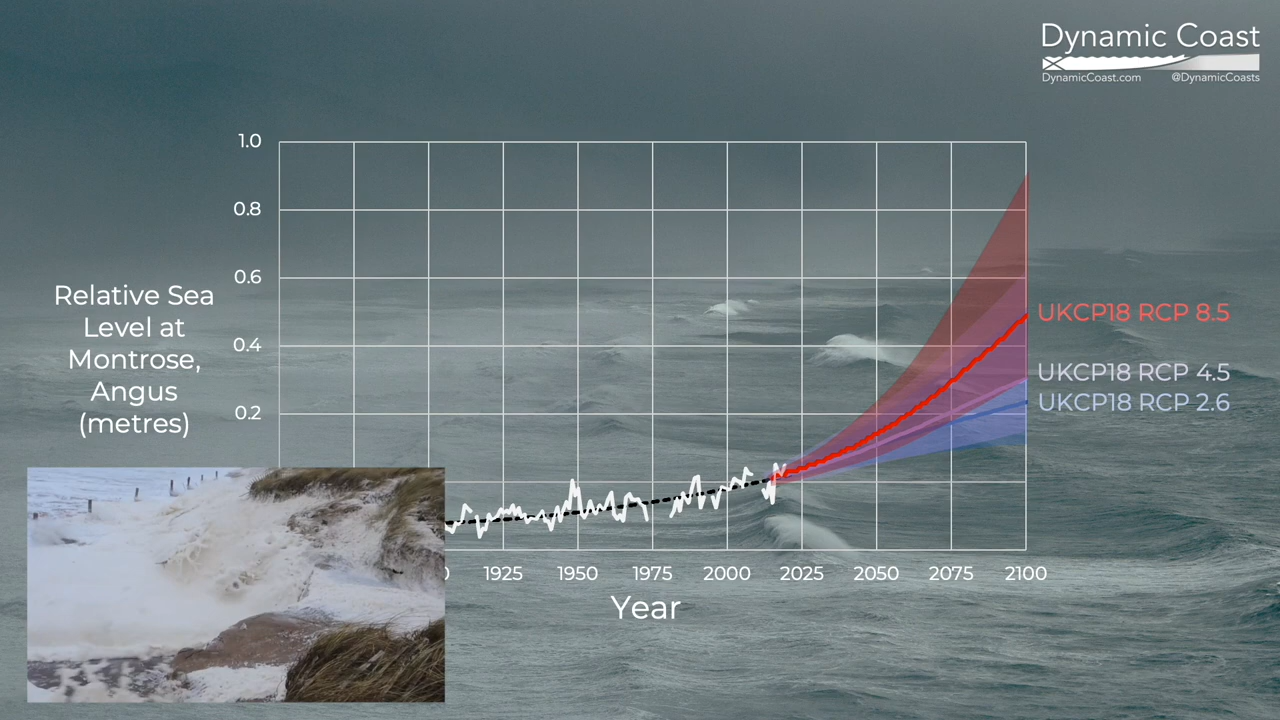 Dynamic Coast
DynamicCoast.com @DynamicCoasts
1.0
0.8
0.6
0.4
0.2
Relative Sea
Level at
Montrose,
Angus
(metres)
UKCP18 RCP 8.5
UKCP18 RCP 4.5
UKCP18 RCP 2.6
1925 1950 1975 2000 2025 2050 2075 2100
Year